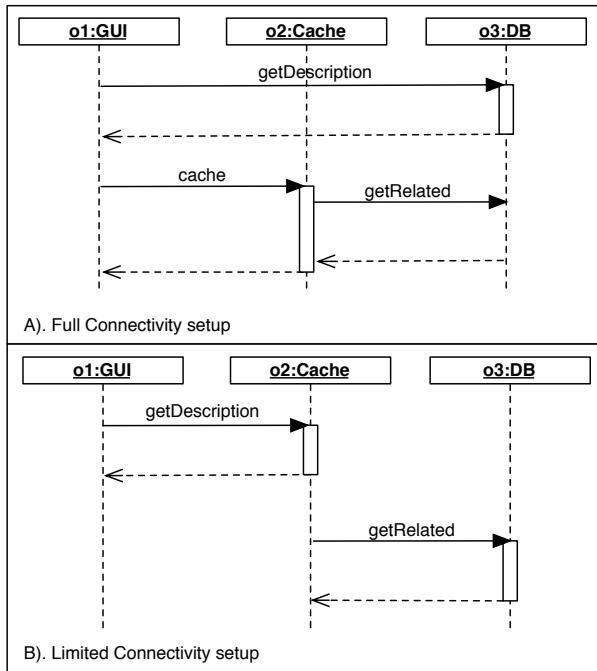 o1:GUI
o2:Cache
o3:DB
getDescription
cache
getRelated
A). Full Connectivity setup
o1:GUI
o2:Cache
o3:DB
getDescription
getRelated
B). Limited Connectivity setup